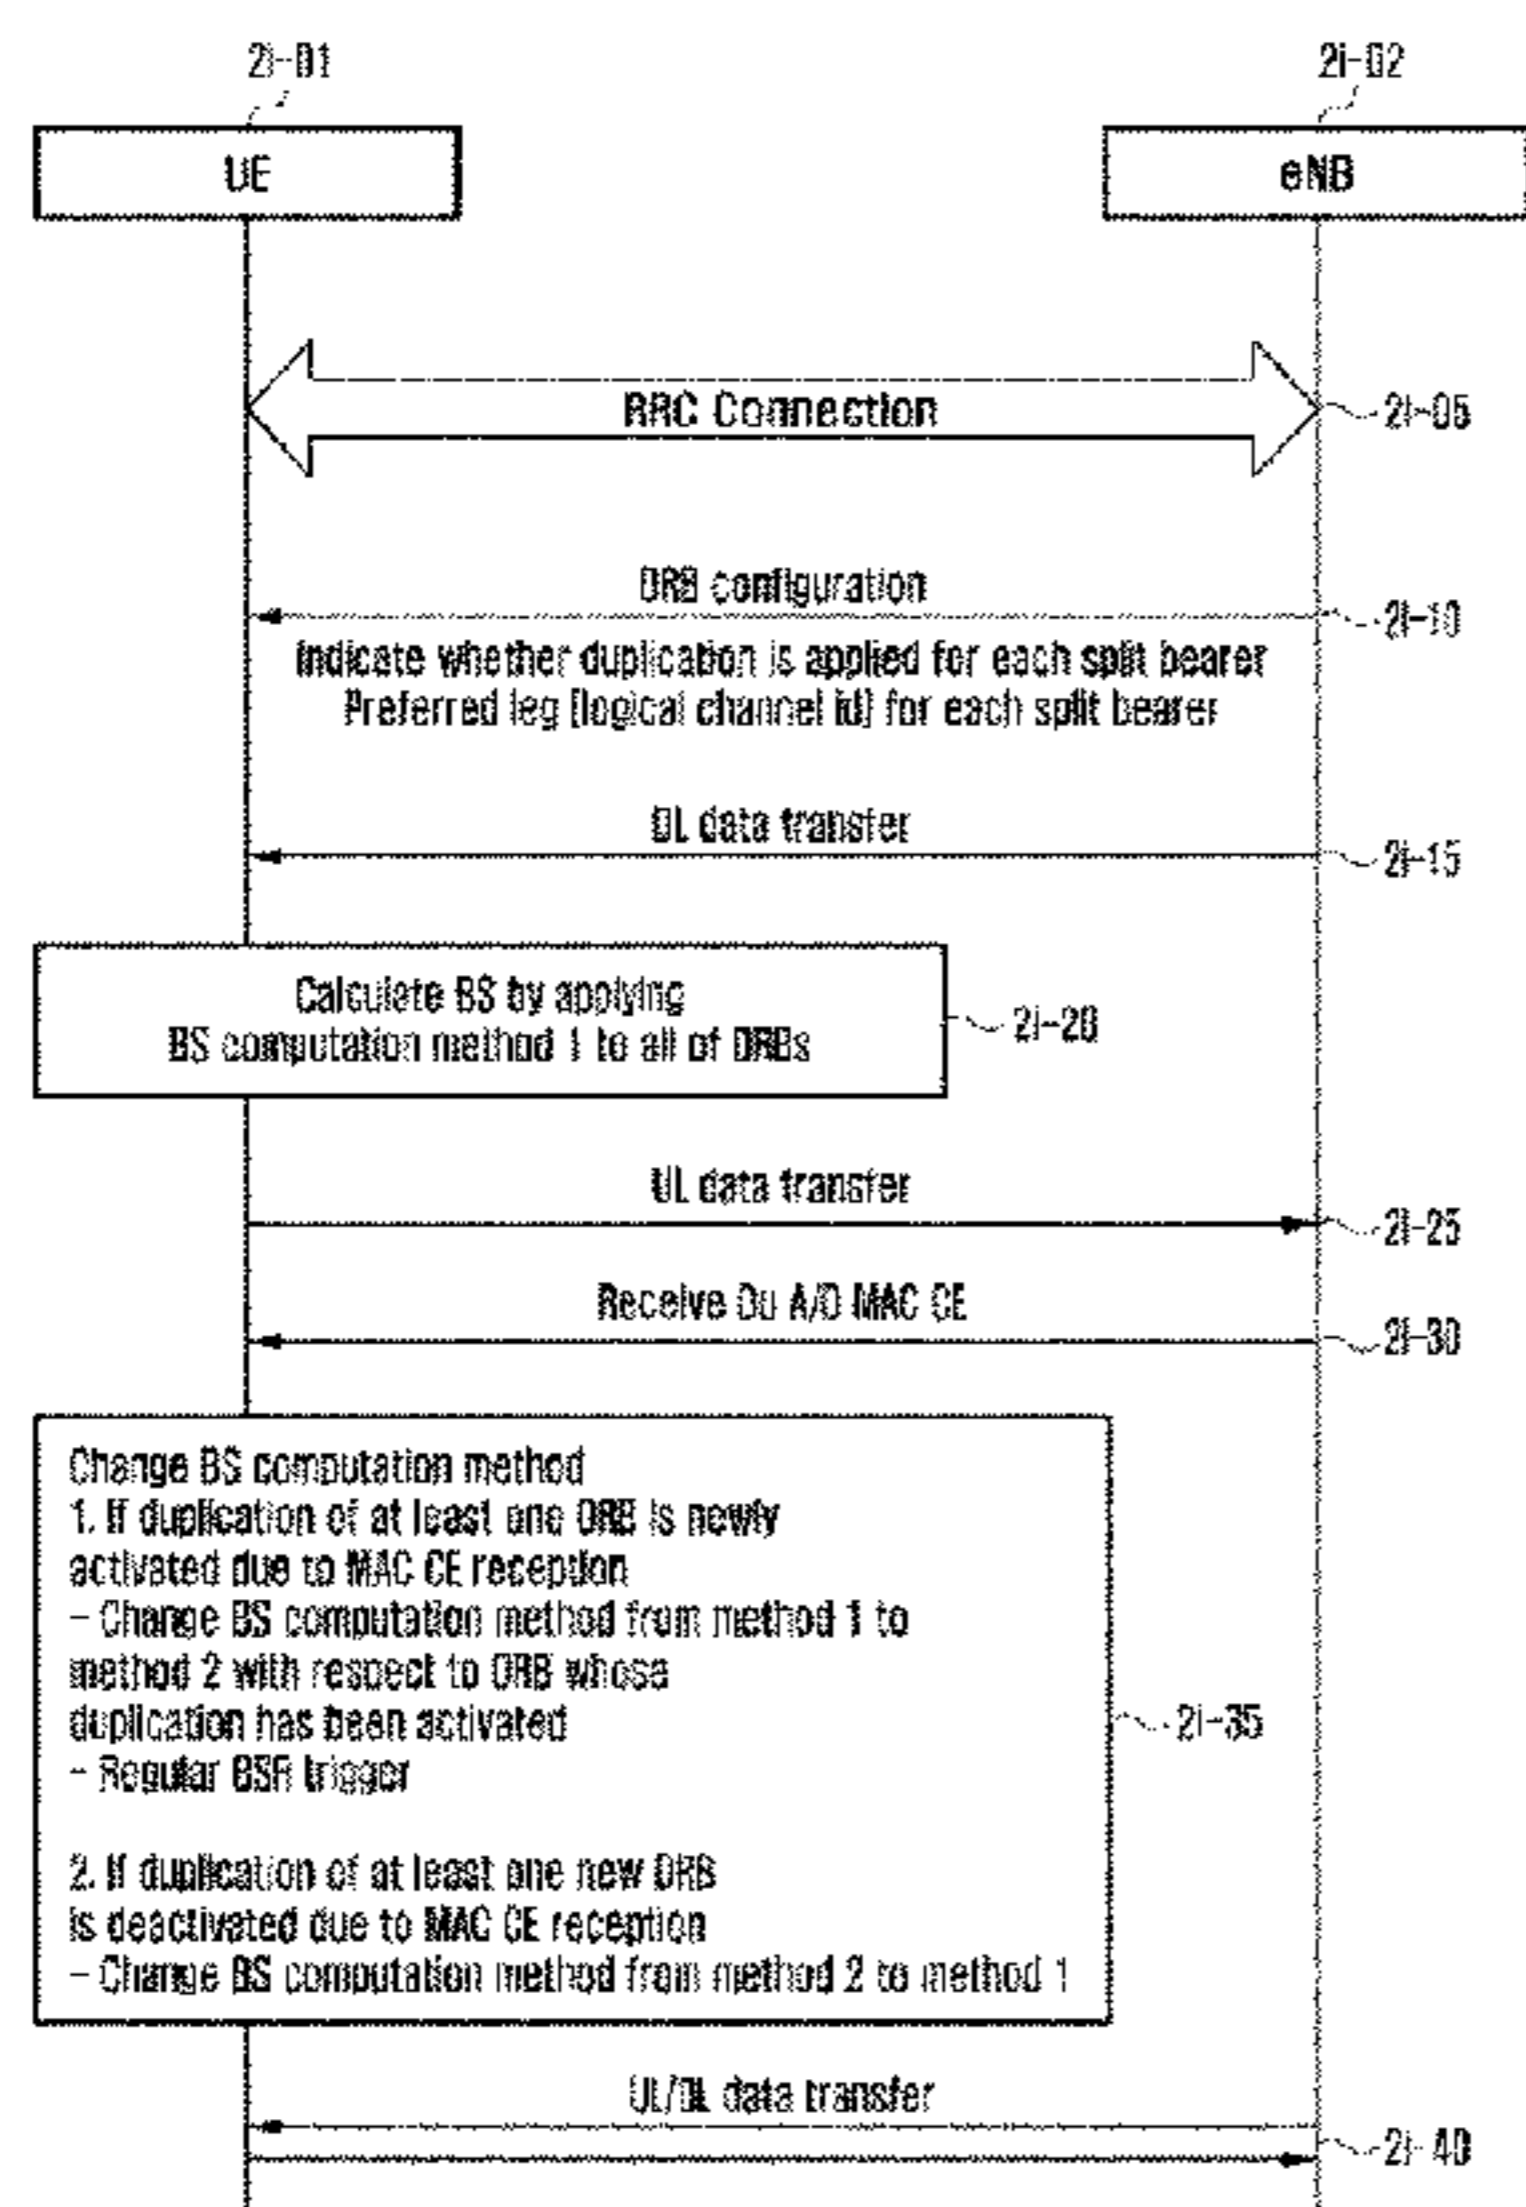 2i-01
2i-02
UE
eNB
RRC Connection
2i-05
DRB configuration
2i-10
Indicate whether duplication is applied for each split bearer
Preferred leg (logical channel id) for each split bearer
DL data transfer
2i-15
Calculate BS by applying
BS computation method 1 to all of DRBs
2i-20
UL data transfer
2i-25
Receive Du A/D MAC CE
2i-30
Change BS computation method
1. If duplication of at least one DRB is newly
activated due to MAC CE reception
- Change BS computation method from method 1 to
method 2 with respect to DRB whose
duplication has been activated
- Regular BSR trigger
2i-35
2. If duplication of at least one new DRB
is deactivated due to MAC CE reception
- Change BS computation method from method 2 to method 1
UL/DL data transfer
2i-40